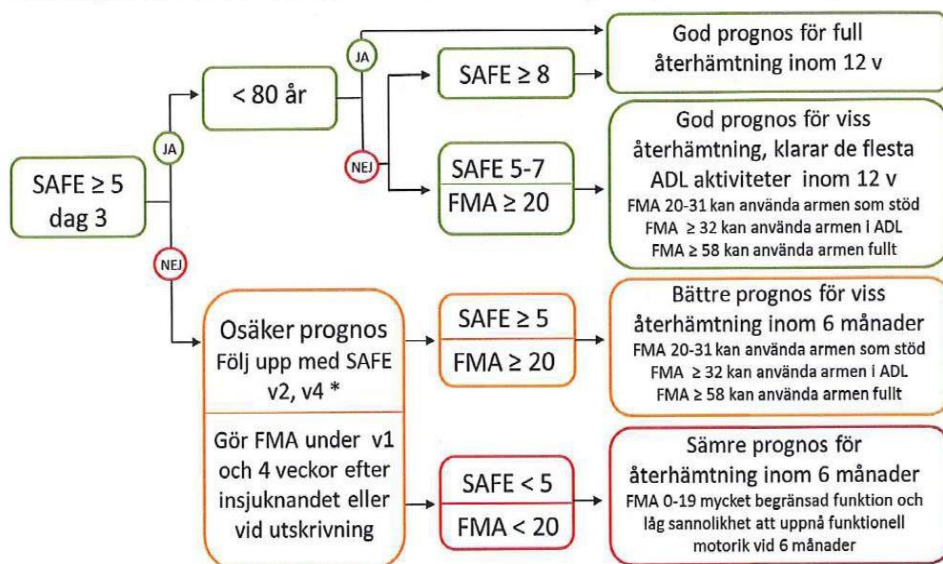 SAFE ≥ 5
dag 3
JA
NEJ
< 80 år
JA
NEJ
SAFE ≥ 8
SAFE 5-7
FMA ≥ 20
God prognos för full
återhämtning inom 12 v
God prognos för viss
återhämtning, klarar de flesta
ADL aktiviteter inom 12 v
FMA 20-31 kan använda armen som stöd
FMA ≥ 32 kan använda armen i ADL
FMA ≥ 58 kan använda armen fullt
Osäker prognos
Följ upp med SAFE
v2, v4 *
Gör FMA under v1
och 4 veckor efter
insjuknandet eller
vid utskrivning
SAFE ≥ 5
FMA ≥ 20
Bättre prognos för viss
återhämtning inom 6 månader
FMA 20-31 kan använda armen som stöd
FMA ≥ 32 kan använda armen i ADL
FMA ≥ 58 kan använda armen fullt
SAFE < 5
FMA < 20
Sämre prognos för
återhämtning inom 6 månader
FMA 0-19 mycket begränsad funktion och
låg sannolikhet att uppnå funktionell
motorik vid 6 månader